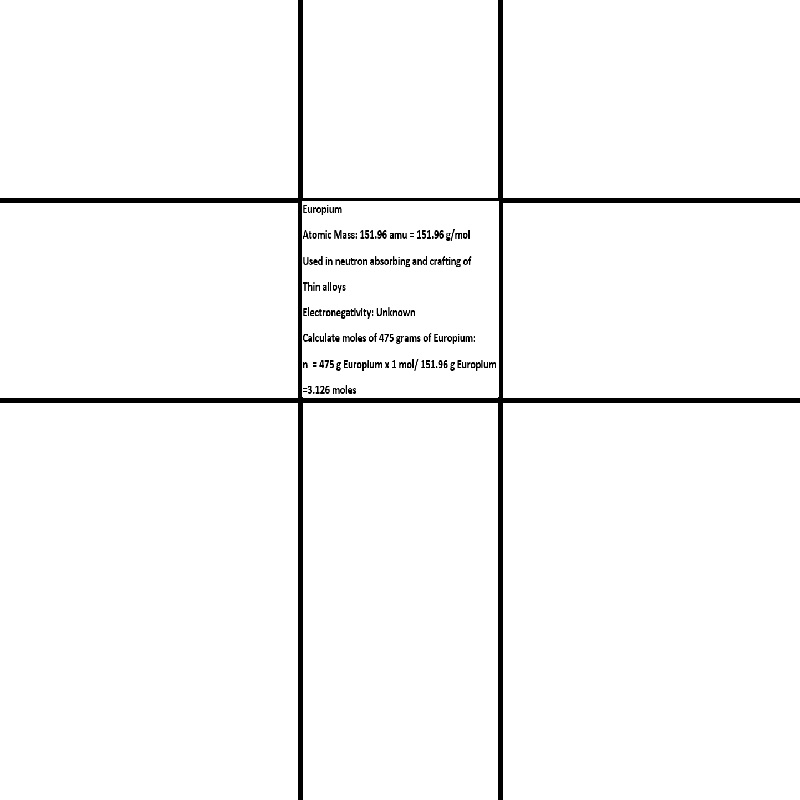 Europium
Atomic Mass: 151.96 amu = 151.96 g/mol
Used in neutron absorbing and crafting of
Thin alloys
Electronegativity: Unknown
Calculate moles of 475 grams of Europium:
n = 475 g Europium x 1 mol/ 151.96 g Europium
=3.126 moles